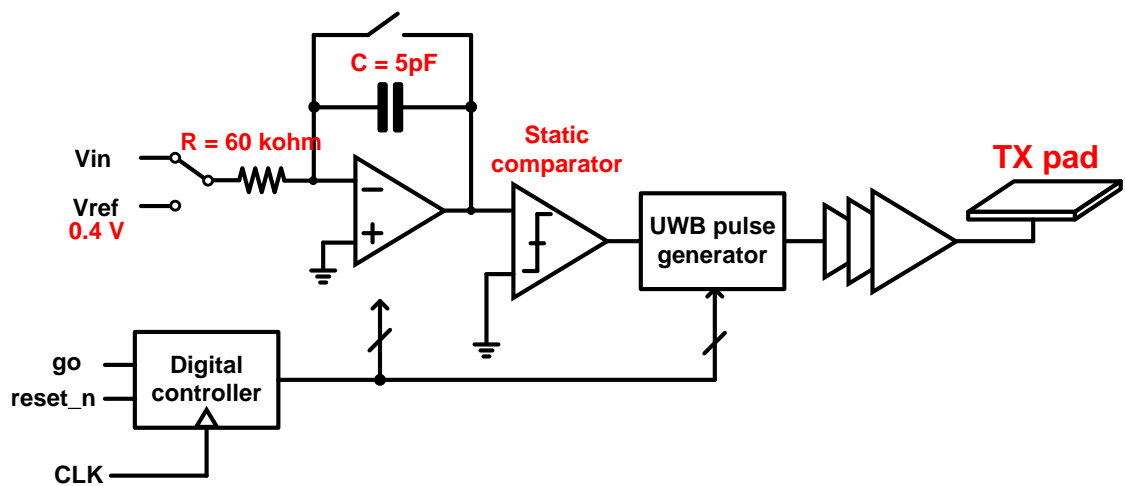 C = 5pF
R = 60 kohm
Vin
Vref
0.4 V
Static
comparator
UWB pulse
generator
TX pad
go
reset_n
Digital
controller
CLK